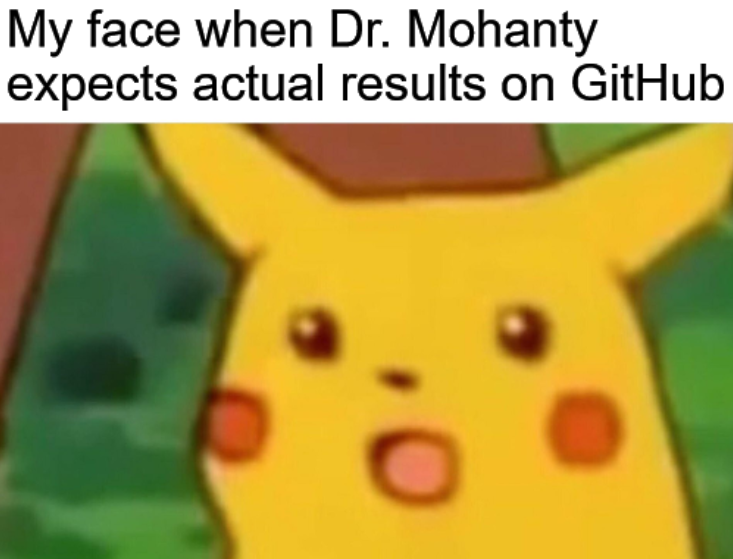 My face when Dr. Mohanty
expects actual results on GitHub